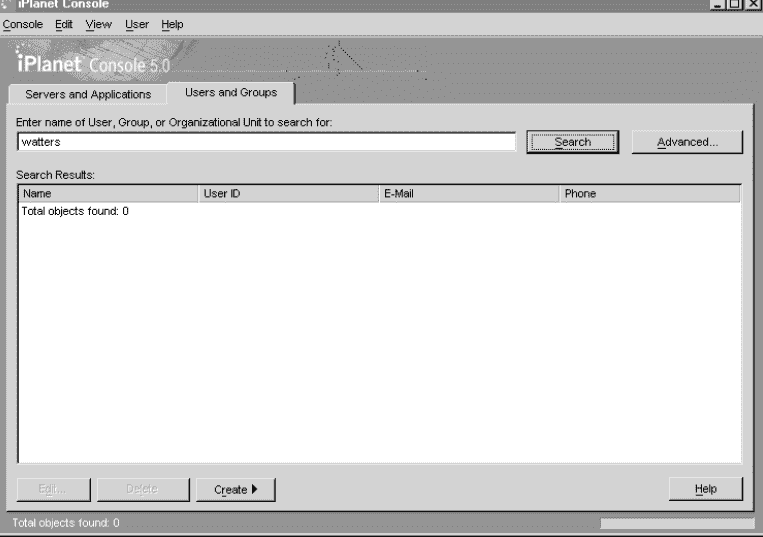 iPlanet Console
Console Edit View User Help
iPlanet Console 5.0
Servers and Applications Users and Groups
Enter name of User, Group, or Organizational Unit to search for:
watters Search Advanced...
Search Results:
Name User ID E-Mail Phone
Total objects found: 0
Edit... Delete Create Help
Total objects found: 0